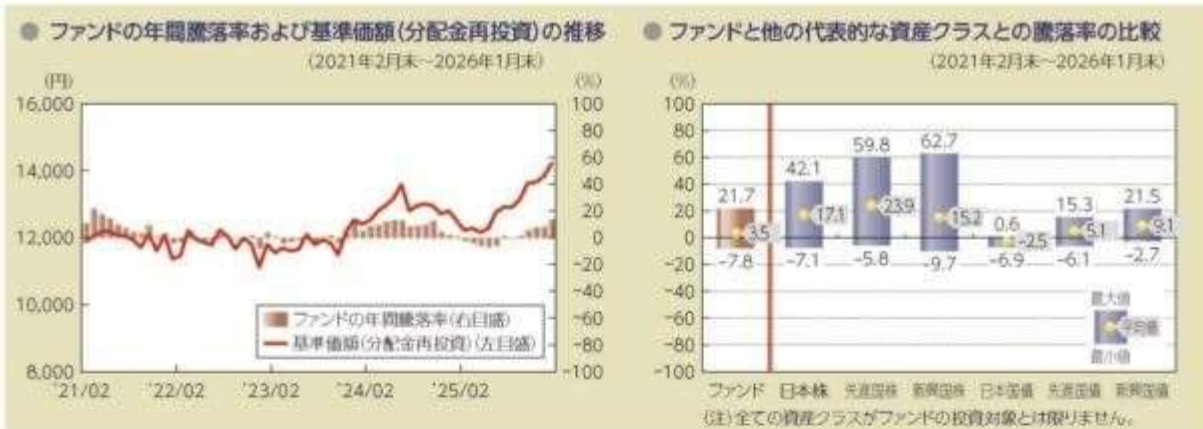 ● ファンドの年間騰落率および基準価額(分配金再投資)の推移
(2021年2月末~2026年1月末)
(円)
(%)
16,000
14,000
12,000
10,000
8,000
100
80
60
40
20
0
-20
-40
-60
-80
-100
ファンドの年間騰落率(右目盛)
基準価額(分配金再投資)(左目盛)
'21/02 '22/02 '23/02 '24/02 '25/02
● ファンドと他の代表的な資産クラスとの騰落率の比較
(2021年2月末~2026年1月末)
(%)
100
80
60
40
20
0
-20
-40
-60
-80
-100
21.7 42.1 59.8 62.7 0.6 15.3 21.5
3.5 17.1 23.9 15.2 -2.5 5.1 9.1
-7.8 -7.1 -5.8 -9.7 -6.9 -6.1 -2.7
最大値
平均値
最小値
ファンド 日本株 先進国株 新興国株 日本国債 先進国債 新興国債
(注)全ての資産クラスがファンドの投資対象とは限りません。